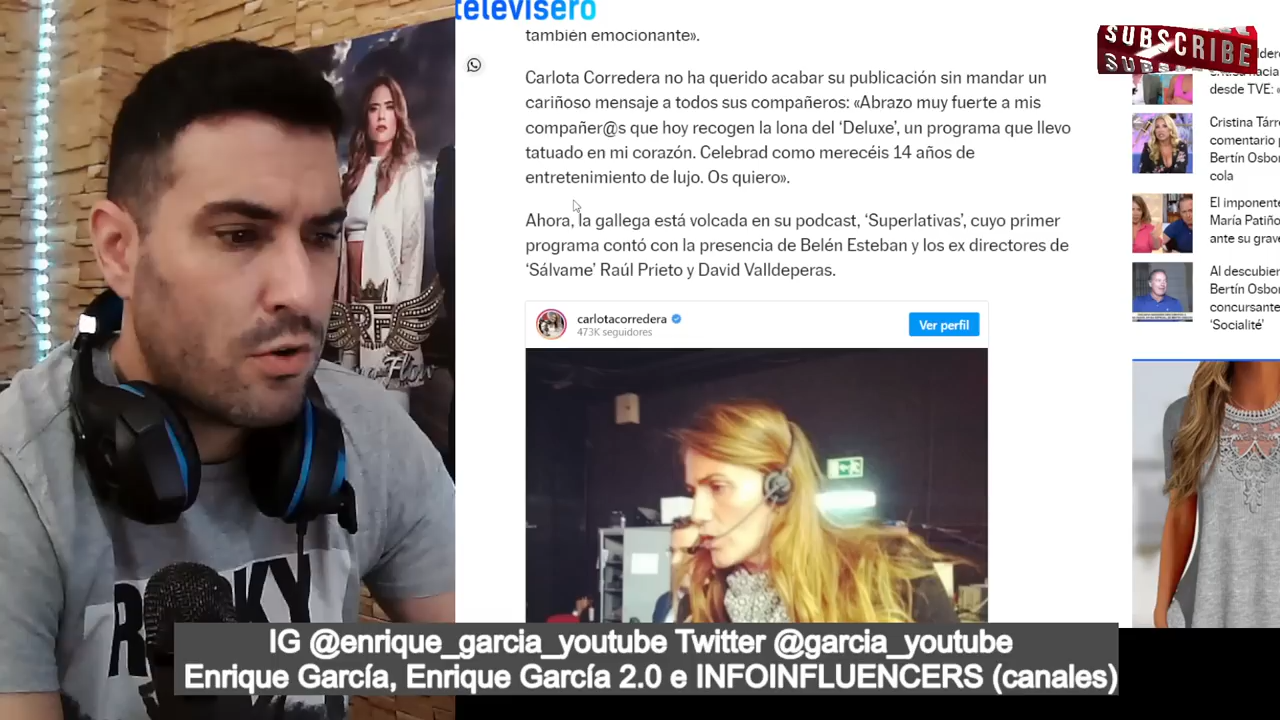 televisero
también emocionante».
Carlota Corredera no ha querido acabar su publicación sin mandar un
cariñoso mensaje a todos sus compañeros: «Abrazo muy fuerte a mis
compañer@s que hoy recogen la lona del ‘Deluxe’, un programa que llevo
tatuado en mi corazón. Celebrad como merecéis 14 años de
entretenimiento de lujo. Os quiero».
Ahora, la gallega está volcada en su podcast, ‘Superlativas’, cuyo primer
programa contó con la presencia de Belén Esteban y los ex directores de
‘Sálvame’ Raúl Prieto y David Valldeperas.
carlotacorredera
473K seguidores
Ver perfil
SUBSCRIBE
desde TVE:
Cristina Tárre
comentario p
Bertín Osbor
cola
El imponente
María Patiño
ante su grave
Al descubier
Bertín Osbor
concursante
‘Socialité’
RF
IG @enrique_garcia_youtube Twitter @garcia_youtube
Enrique García, Enrique García 2.0 e INFOINFLUENCERS (canales)